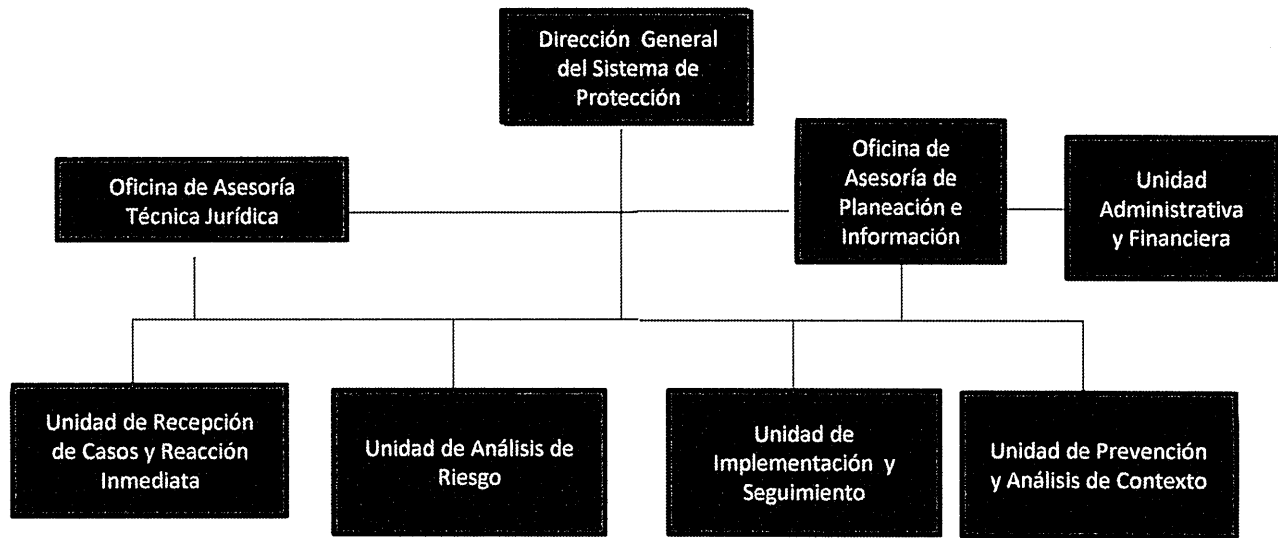 Dirección General
del Sistema de
Protección
Oficina de Asesoría
Técnica Jurídica
Oficina de
Asesoría de
Planeación e
Información
Unidad
Administrativa
y Financiera
Unidad de Recepción
de Casos y Reacción
Inmediata
Unidad de Análisis de
Riesgo
Unidad de
Implementación y
Seguimiento
Unidad de Prevención
y Análisis de Contexto